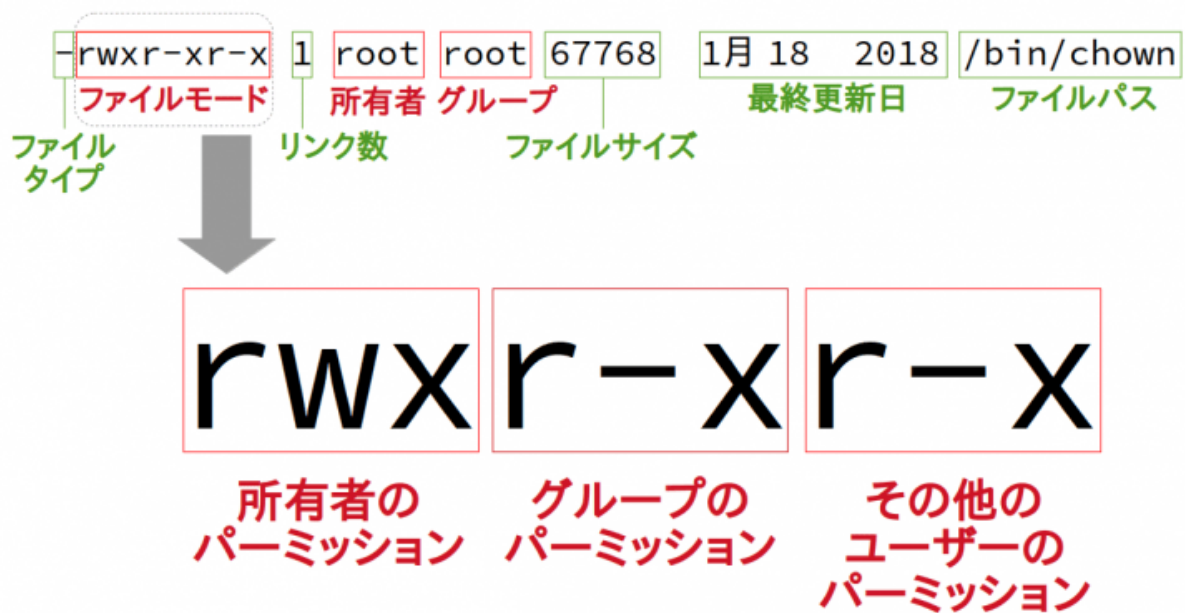 -rwxr-xr-x 1 root root 67768 1月 18 2018 /bin/chown
ファイルモード 所有者 グループ 最終更新日 ファイルパス
ファイル リンク数 ファイルサイズ
タイプ
rwx r-x r-x
所有者の グループの その他の
パーミッション パーミッション ユーザーの
パーミッション